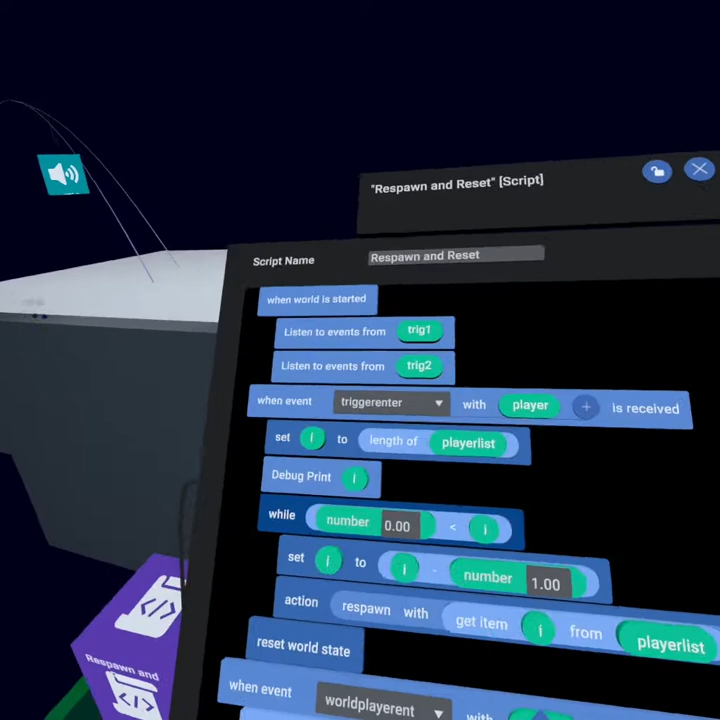 "Respawn and Reset" [Script]
Script Name Respawn and Reset
when world is started
Listen to events from trig1
Listen to events from trig2
when event triggerenter with player + is received
set i to length of playerlist
Debug Print i
while number 0.00 < i
set i to i - number 1.00
action respawn with get item i from playerlist
reset world state
when event worldplayerent with
Respawn and